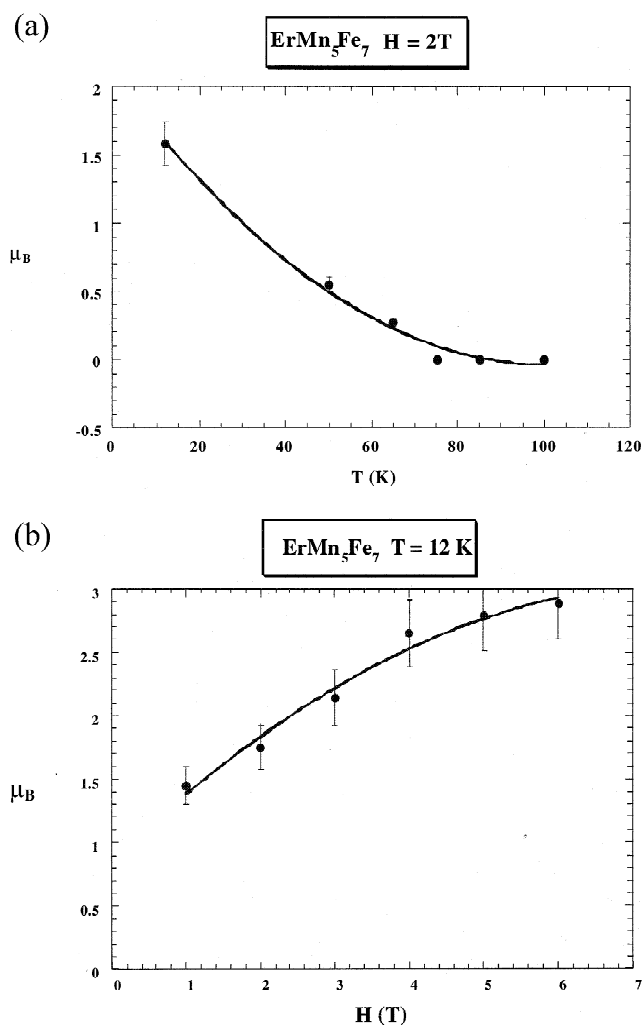 (a)
ErMn₅Fe₇ H = 2T
2
1.5
1
0.5
0
-0.5
μB
0 20 40 60 80 100 120
T (K)
(b)
ErMn₅Fe₇ T = 12 K
3
2.5
2
1.5
1
0.5
0
μB
0 1 2 3 4 5 6 7
H (T)